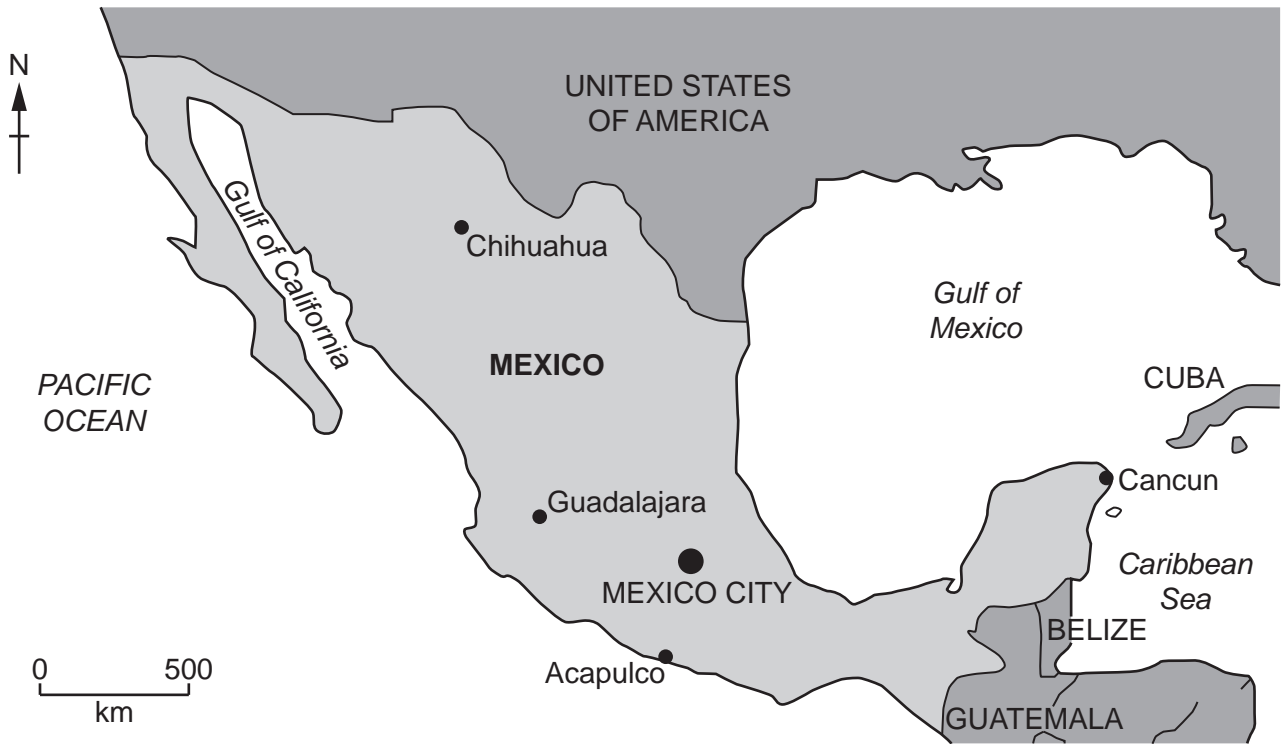 N
UNITED STATES
OF AMERICA
Gulf of California
Chihuahua
Gulf of
Mexico
MEXICO
PACIFIC
OCEAN
CUBA
Cancun
Guadalajara
MEXICO CITY
Caribbean
Sea
BELIZE
Acapulco
0 500
km
GUATEMALA